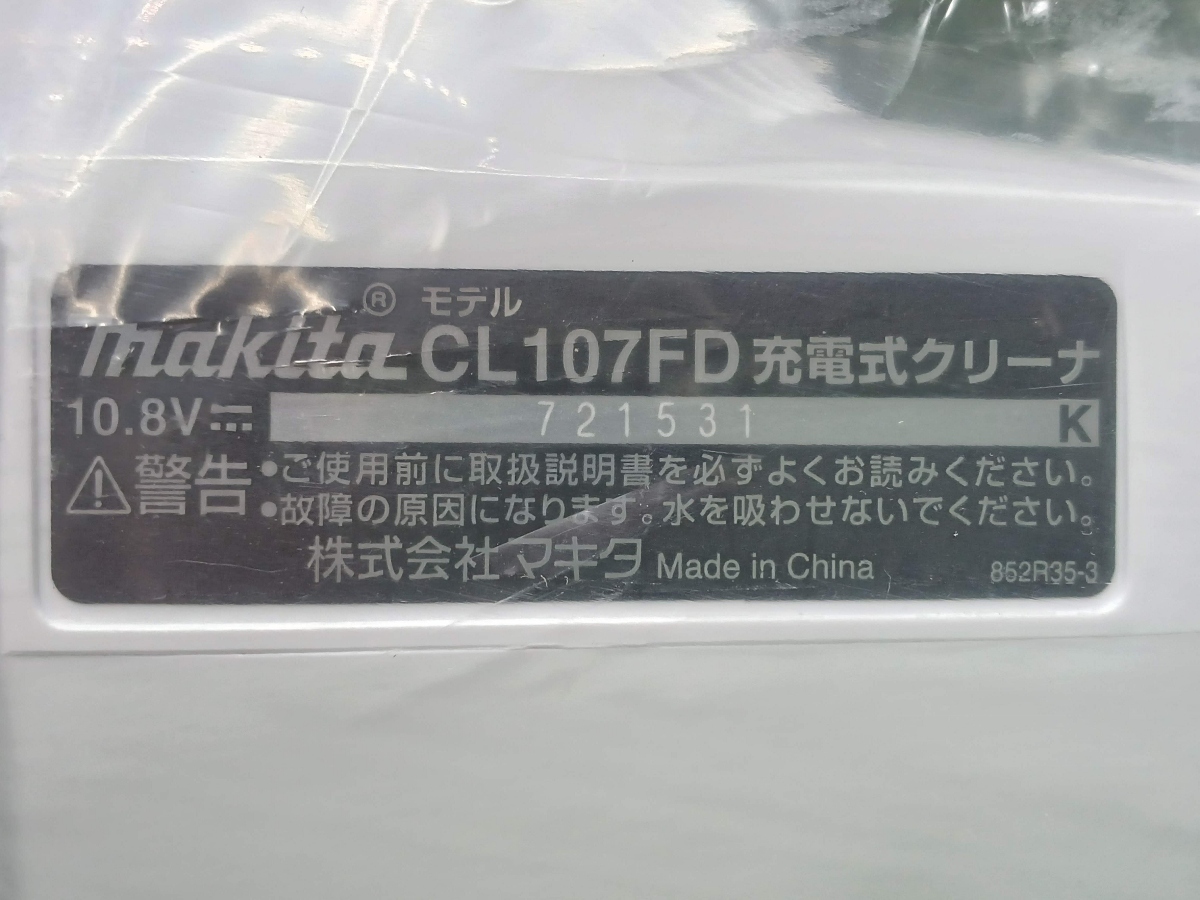 makita® モデル CL107FD 充電式クリーナ
10.8V⎓ 721531 K
⚠警告 •ご使用前に取扱説明書を必ずよくお読みください。
•故障の原因になります。水を吸わせないでください。
株式会社マキタ Made in China 852R35-3